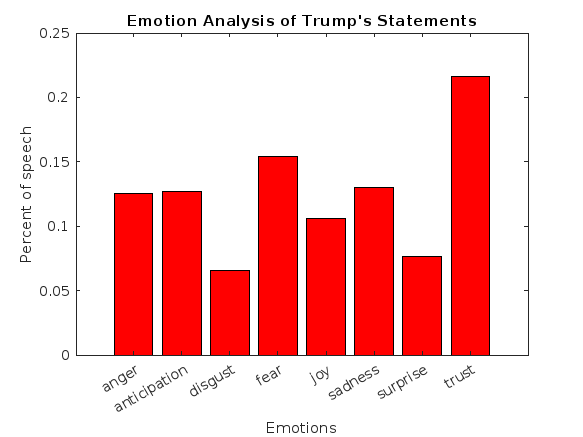 Emotion Analysis of Trump's Statements
0.25
0.2
0.15
0.1
0.05
0
Percent of speech
anger
anticipation
disgust
fear
joy
sadness
surprise
trust
Emotions